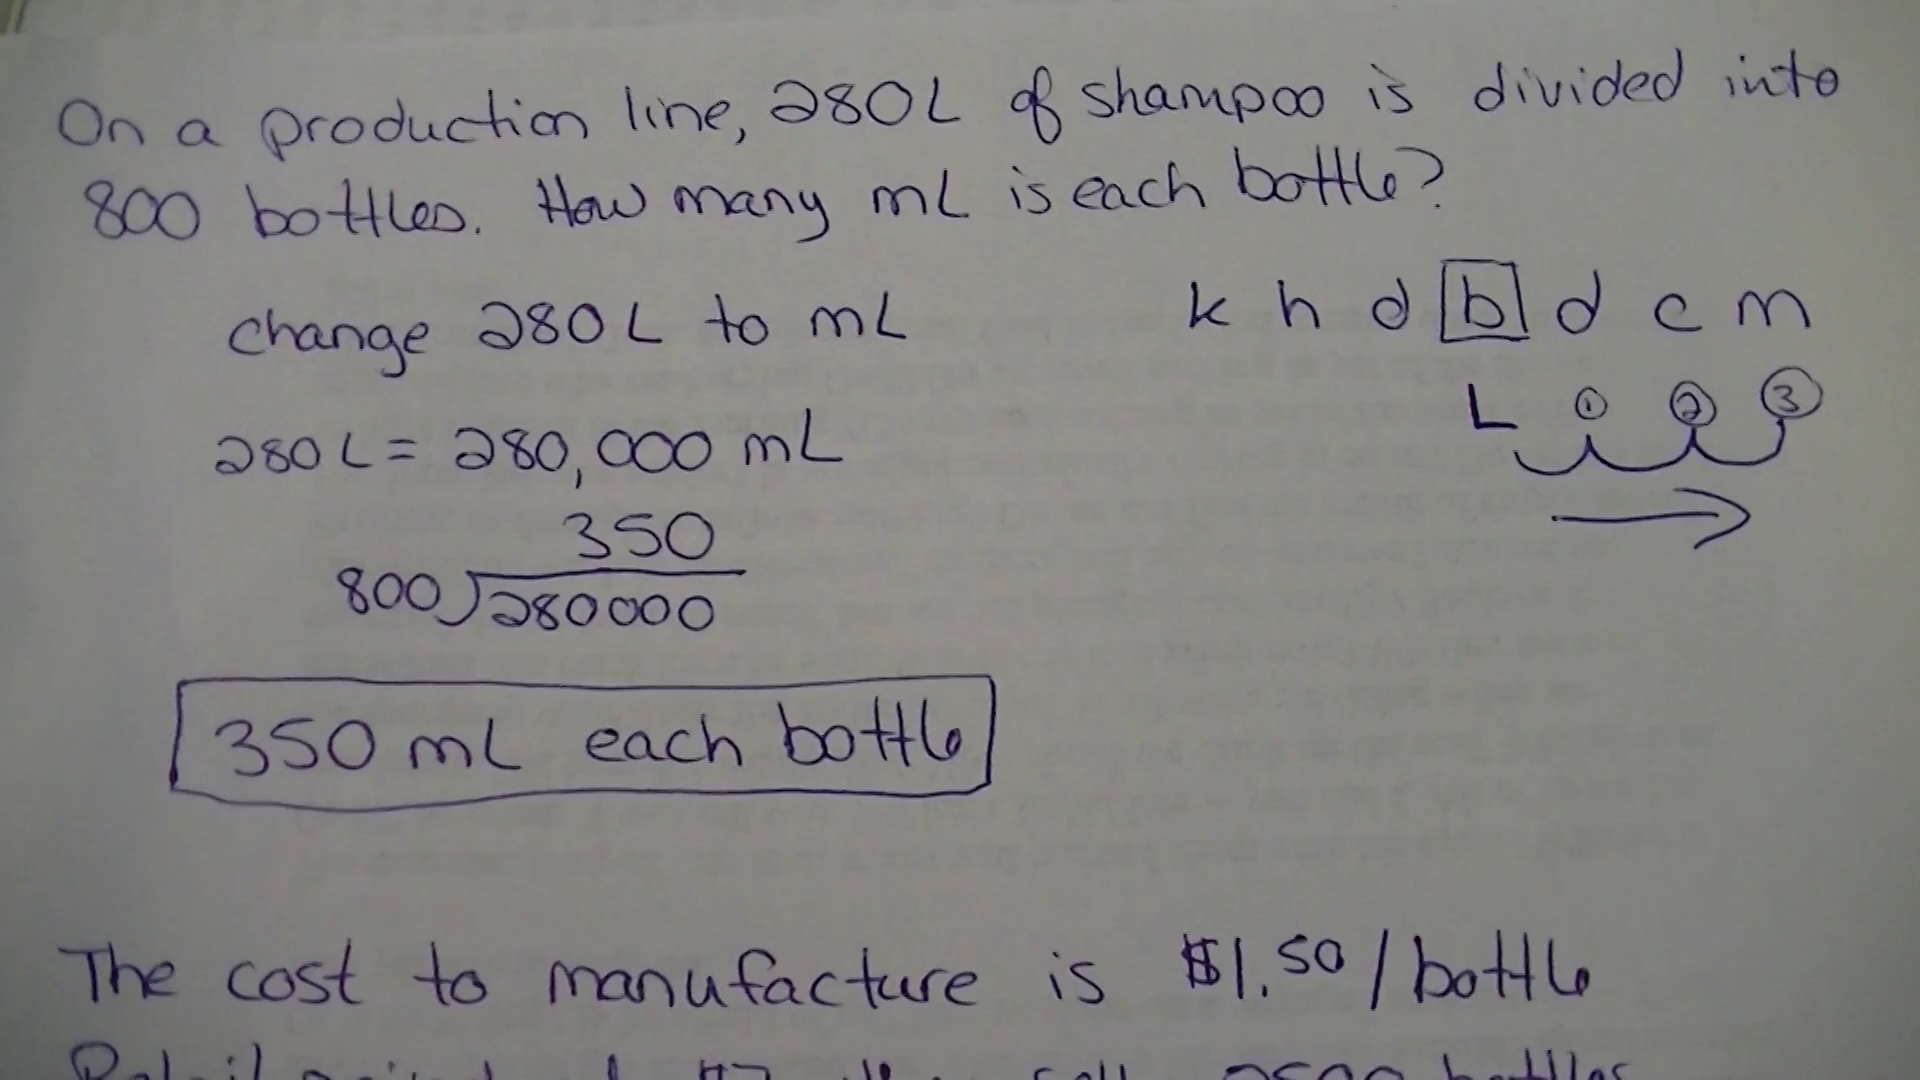 On a production line, 280L of shampoo is divided into
800 bottles. How many mL is each bottle?
change 280L to mL
k h d b d c m
L 1 2 3
280L = 280,000 mL
350
800 280000
350 mL each bottle
The cost to manufacture is $1.50/bottle
bottles